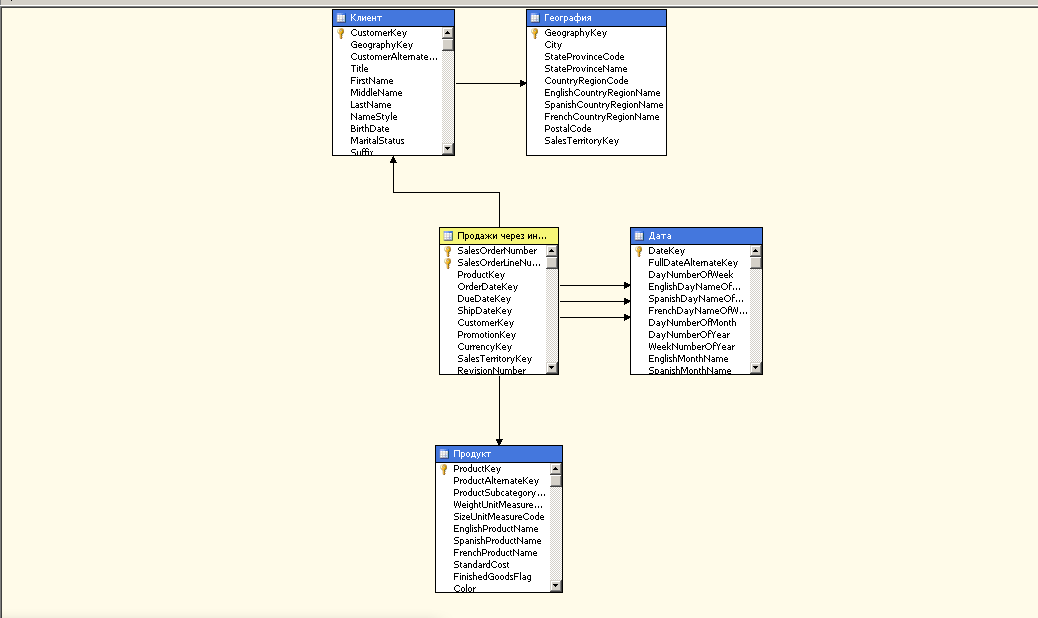 Клиент
CustomerKey
GeographyKey
CustomerAlternate...
Title
FirstName
MiddleName
LastName
NameStyle
BirthDate
MaritalStatus
Suffix
География
GeographyKey
City
StateProvinceCode
StateProvinceName
CountryRegionCode
EnglishCountryRegionName
SpanishCountryRegionName
FrenchCountryRegionName
PostalCode
SalesTerritoryKey
Продажи через ин...
SalesOrderNumber
SalesOrderLineNu...
ProductKey
OrderDateKey
DueDateKey
ShipDateKey
CustomerKey
PromotionKey
CurrencyKey
SalesTerritoryKey
RevisionNumber
Дата
DateKey
FullDateAlternateKey
DayNumberOfWeek
EnglishDayNameOf...
SpanishDayNameOf...
FrenchDayNameOfW...
DayNumberOfMonth
DayNumberOfYear
WeekNumberOfYear
EnglishMonthName
SpanishMonthName
Продукт
ProductKey
ProductAlternateKey
ProductSubcategory...
WeightUnitMeasure...
SizeUnitMeasureCode
EnglishProductName
SpanishProductName
FrenchProductName
StandardCost
FinishedGoodsFlag
Color